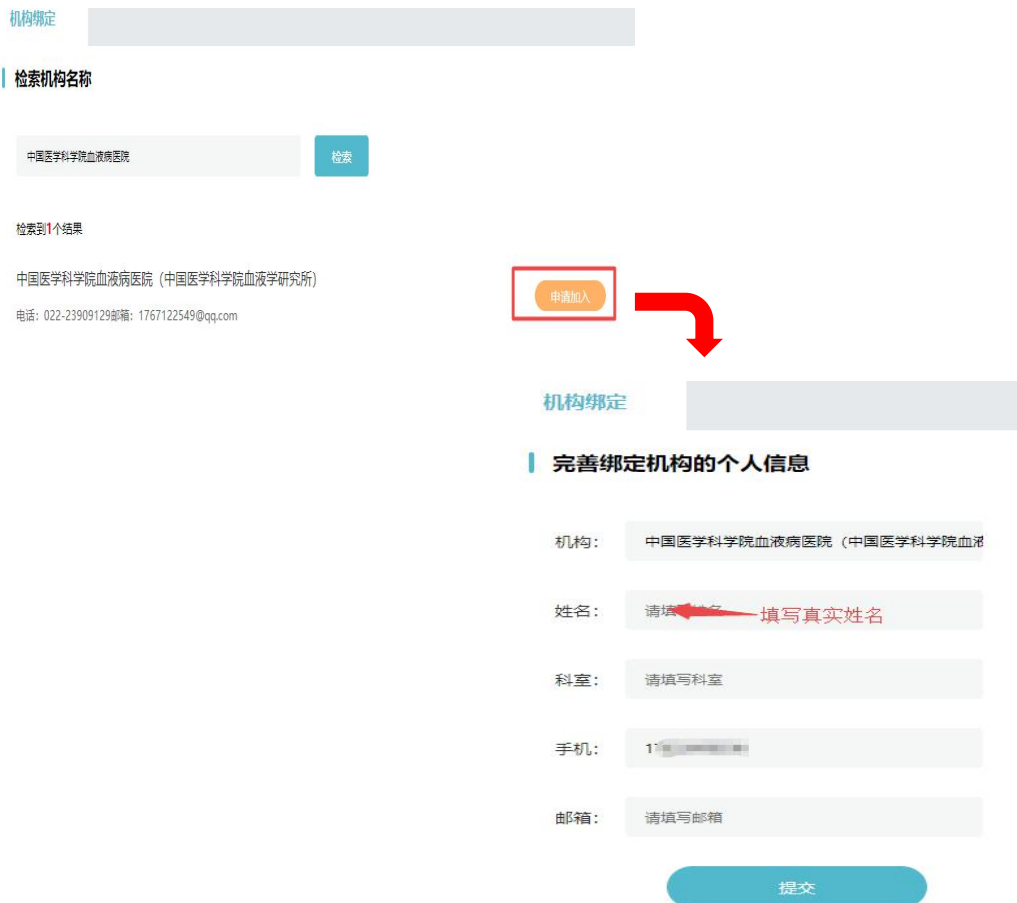 机构绑定
检索机构名称
中国医学科学院血液病医院
检索
检索到1个结果
中国医学科学院血液病医院（中国医学科学院血液学研究所）
申请加入
电话：022-23909129邮箱：1767122549@qq.com
机构绑定
完善绑定机构的个人信息
机构： 中国医学科学院血液病医院（中国医学科学院血液
姓名： 请填 填写真实姓名
科室： 请填写科室
手机： 17
邮箱： 请填写邮箱
提交